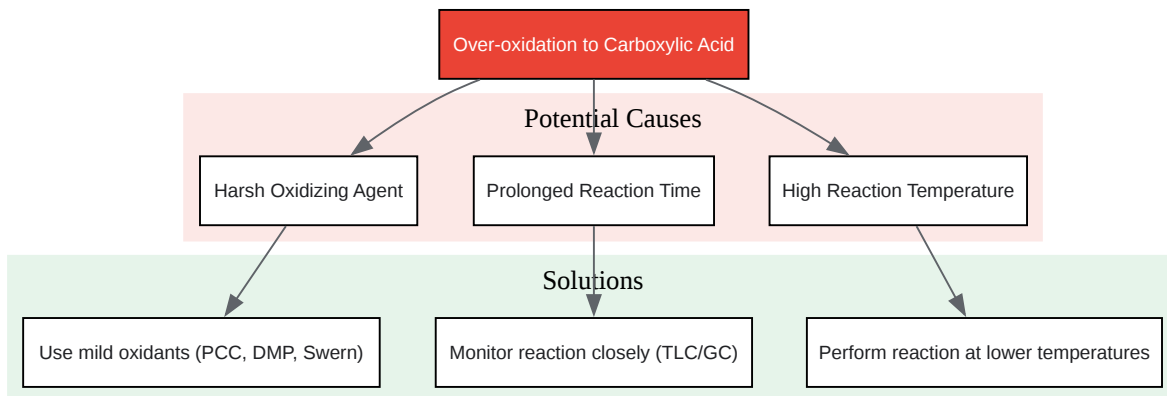 Over-oxidation to Carboxylic Acid
Potential Causes
Harsh Oxidizing Agent
Prolonged Reaction Time
High Reaction Temperature
Solutions
Use mild oxidants (PCC, DMP, Swern)
Monitor reaction closely (TLC/GC)
Perform reaction at lower temperatures